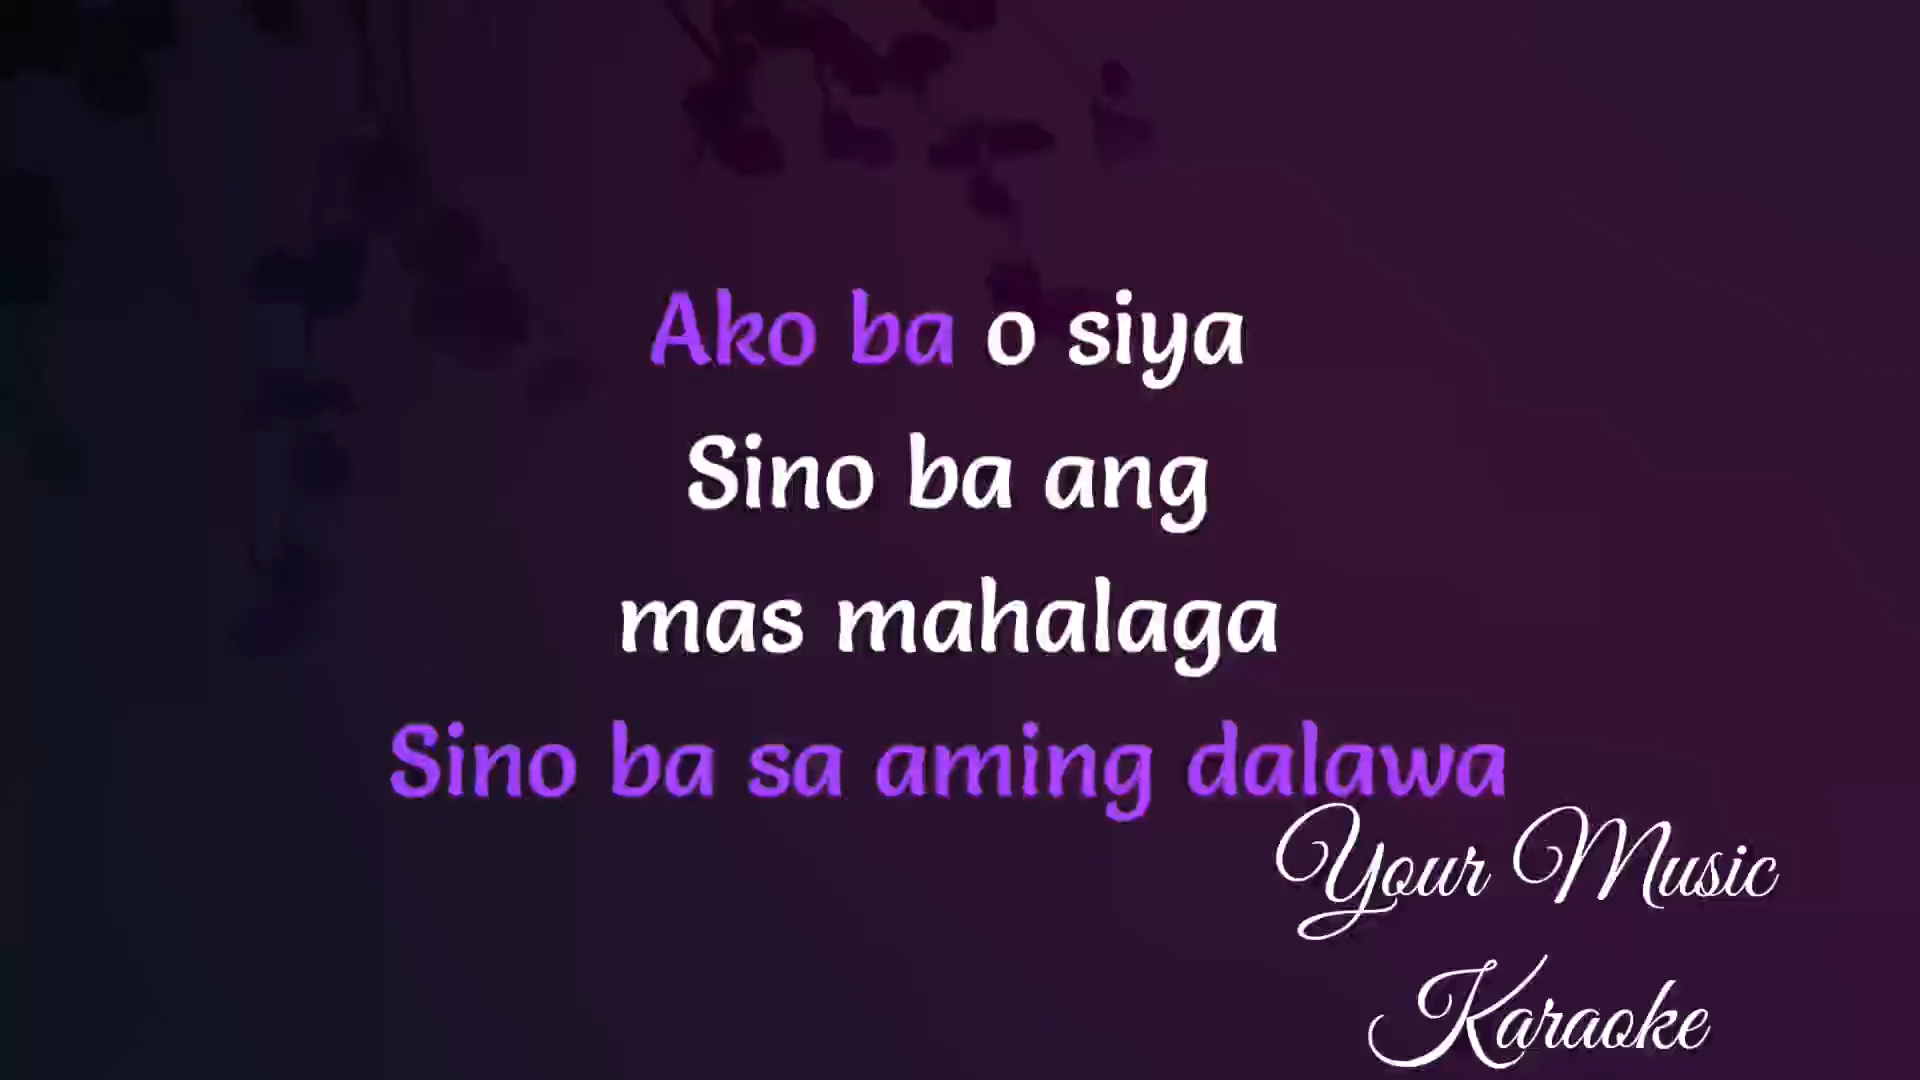 Ako ba o siya
Sino ba ang
mas mahalaga
Sino ba sa aming dalawa
Your Music
Karaoke